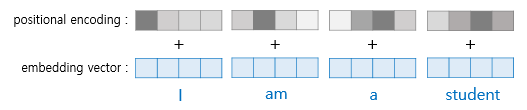 positional encoding :
+ + + +
embedding vector :
I am a student